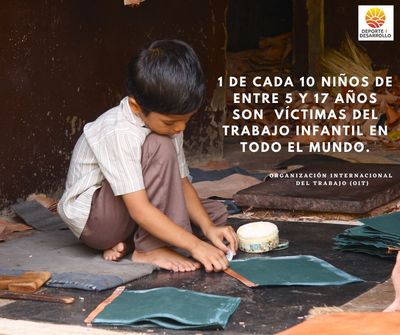 DEPORTE Y
DESARROLLO
1 DE CADA 10 NIÑOS DE
ENTRE 5 Y 17 AÑOS
SON VÍCTIMAS DEL
TRABAJO INFANTIL EN
TODO EL MUNDO.
ORGANIZACIÓN INTERNACIONAL
DEL TRABAJO (OIT)